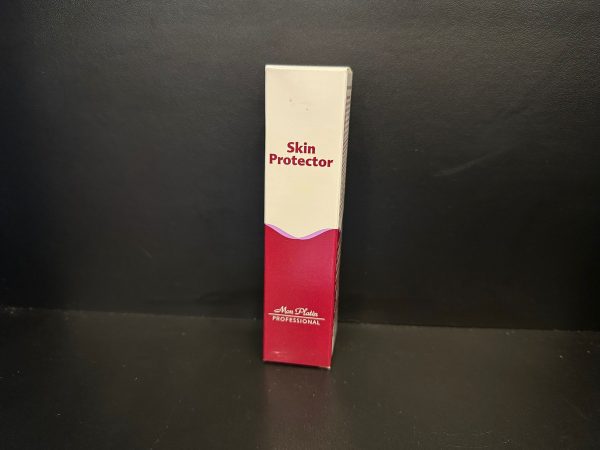 Skin
Protector
Mon Platin
PROFESSIONAL